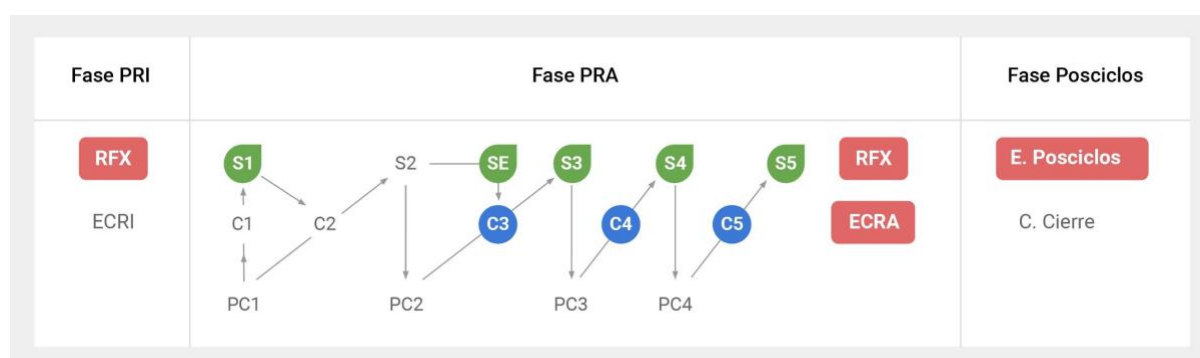 Fase PRI
Fase PRA
Fase Posciclos
RFX
S1
S2
SE
S3
S4
S5
RFX
E. Posciclos
ECRI
C1
C2
C3
C4
C5
ECRA
C. Cierre
PC1
PC2
PC3
PC4